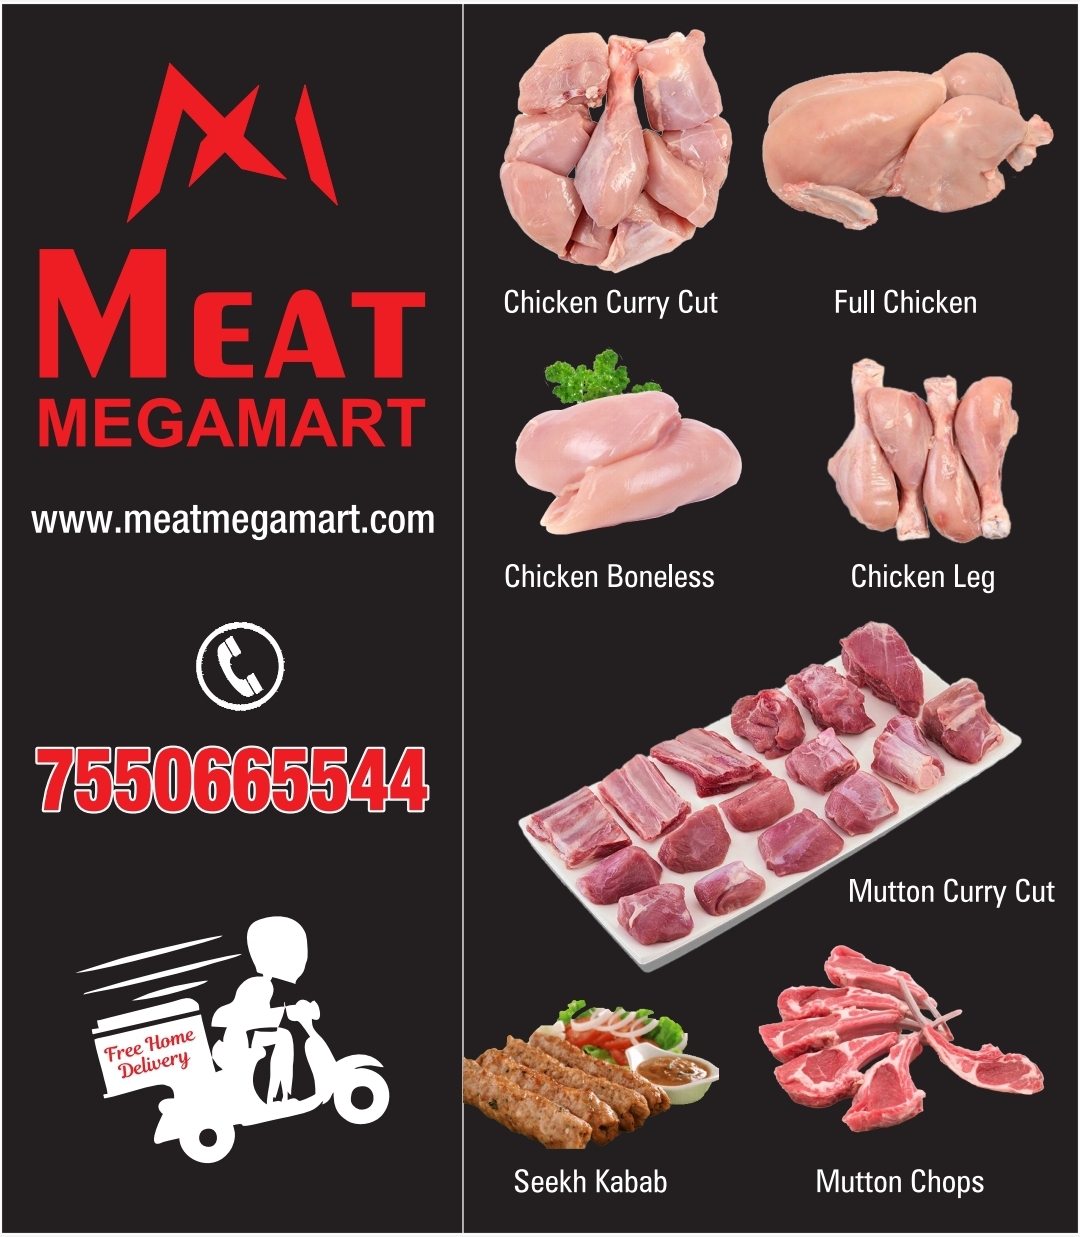 MEAT
MEGAMART
www.meatmegamart.com
7550665544
Free Home
Delivery
Chicken Curry Cut
Full Chicken
Chicken Boneless
Chicken Leg
Mutton Curry Cut
Seekh Kabab
Mutton Chops